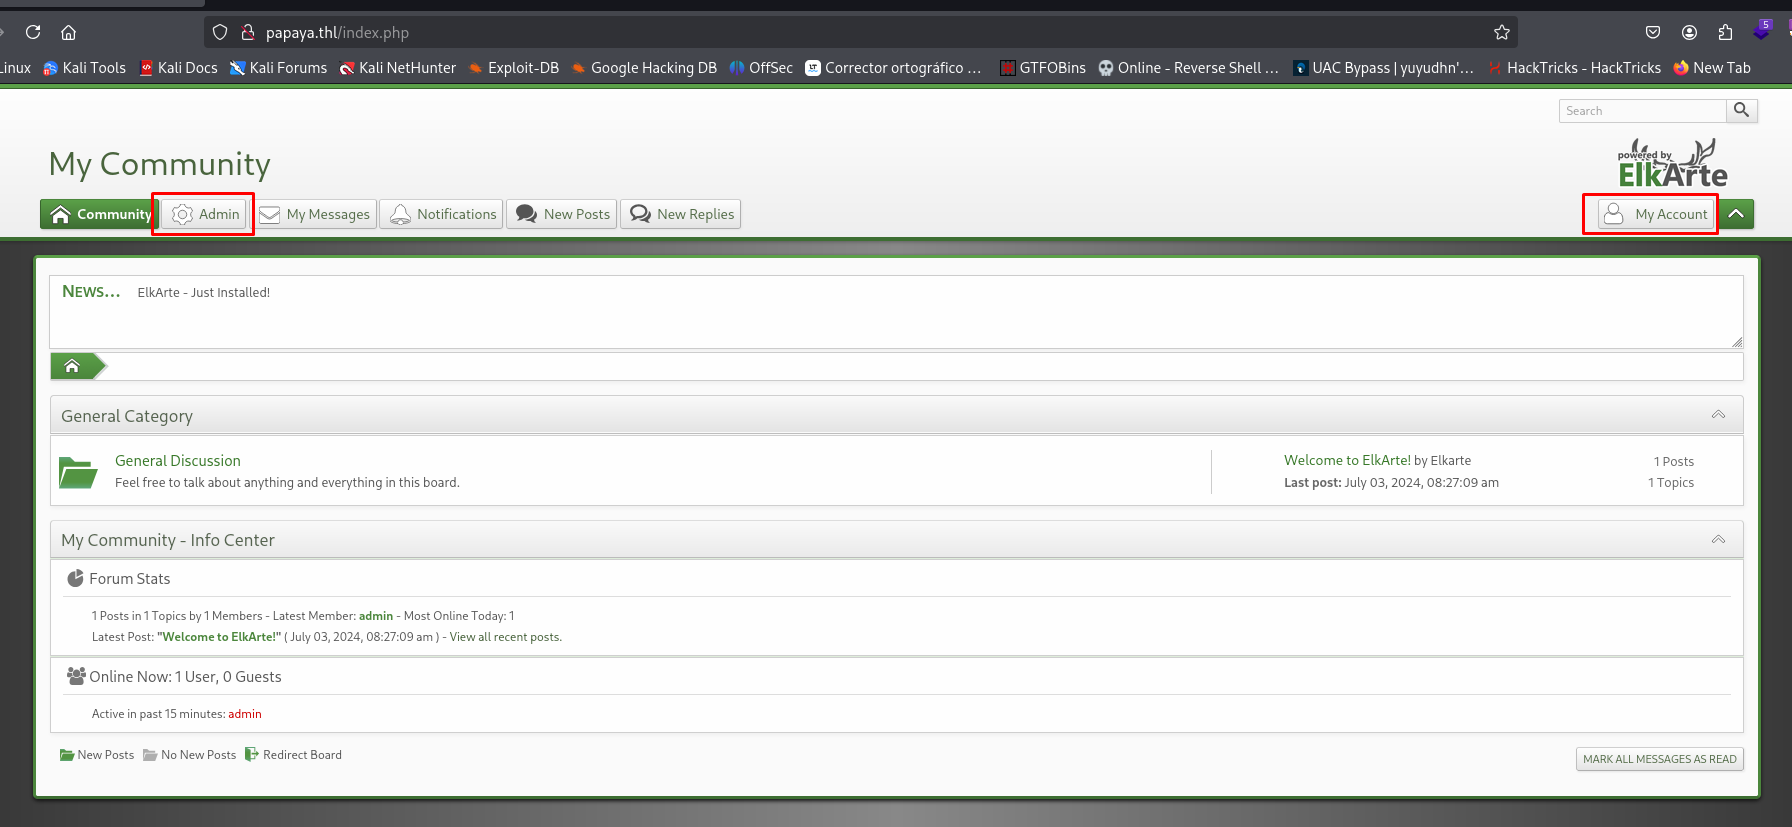 papaya.thl/index.php
5
Linux Kali Tools Kali Docs Kali Forums Kali NetHunter Exploit-DB Google Hacking DB OffSec LT Corrector ortográfico ... GTFOBins Online - Reverse Shell ... UAC Bypass | yuyudhn'... HackTricks - HackTricks New Tab
Search
My Community
powered by
ElkArte
Community Admin My Messages Notifications New Posts New Replies My Account
News... ElkArte - Just Installed!
General Category
General Discussion
Feel free to talk about anything and everything in this board.
Welcome to ElkArte! by Elkarte
Last post: July 03, 2024, 08:27:09 am
1 Posts
1 Topics
My Community - Info Center
Forum Stats
1 Posts in 1 Topics by 1 Members - Latest Member: admin - Most Online Today: 1
Latest Post: "Welcome to ElkArte!" ( July 03, 2024, 08:27:09 am ) - View all recent posts.
Online Now: 1 User, 0 Guests
Active in past 15 minutes: admin
New Posts No New Posts Redirect Board
MARK ALL MESSAGES AS READ